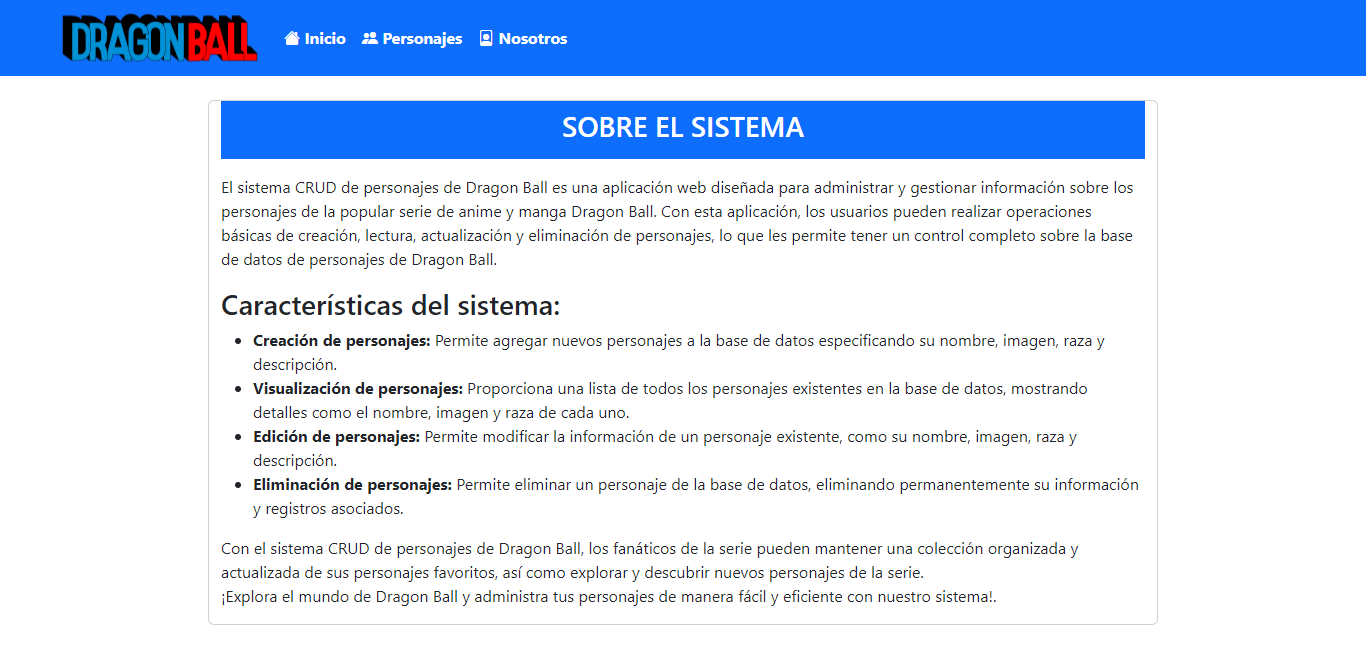 DRAGON BALL Inicio Personajes Nosotros
SOBRE EL SISTEMA
El sistema CRUD de personajes de Dragon Ball es una aplicación web diseñada para administrar y gestionar información sobre los
personajes de la popular serie de anime y manga Dragon Ball. Con esta aplicación, los usuarios pueden realizar operaciones
básicas de creación, lectura, actualización y eliminación de personajes, lo que les permite tener un control completo sobre la base
de datos de personajes de Dragon Ball.
Características del sistema:
• Creación de personajes: Permite agregar nuevos personajes a la base de datos especificando su nombre, imagen, raza y
descripción.
• Visualización de personajes: Proporciona una lista de todos los personajes existentes en la base de datos, mostrando
detalles como el nombre, imagen y raza de cada uno.
• Edición de personajes: Permite modificar la información de un personaje existente, como su nombre, imagen, raza y
descripción.
• Eliminación de personajes: Permite eliminar un personaje de la base de datos, eliminando permanentemente su información
y registros asociados.
Con el sistema CRUD de personajes de Dragon Ball, los fanáticos de la serie pueden mantener una colección organizada y
actualizada de sus personajes favoritos, así como explorar y descubrir nuevos personajes de la serie.
¡Explora el mundo de Dragon Ball y administra tus personajes de manera fácil y eficiente con nuestro sistema!.